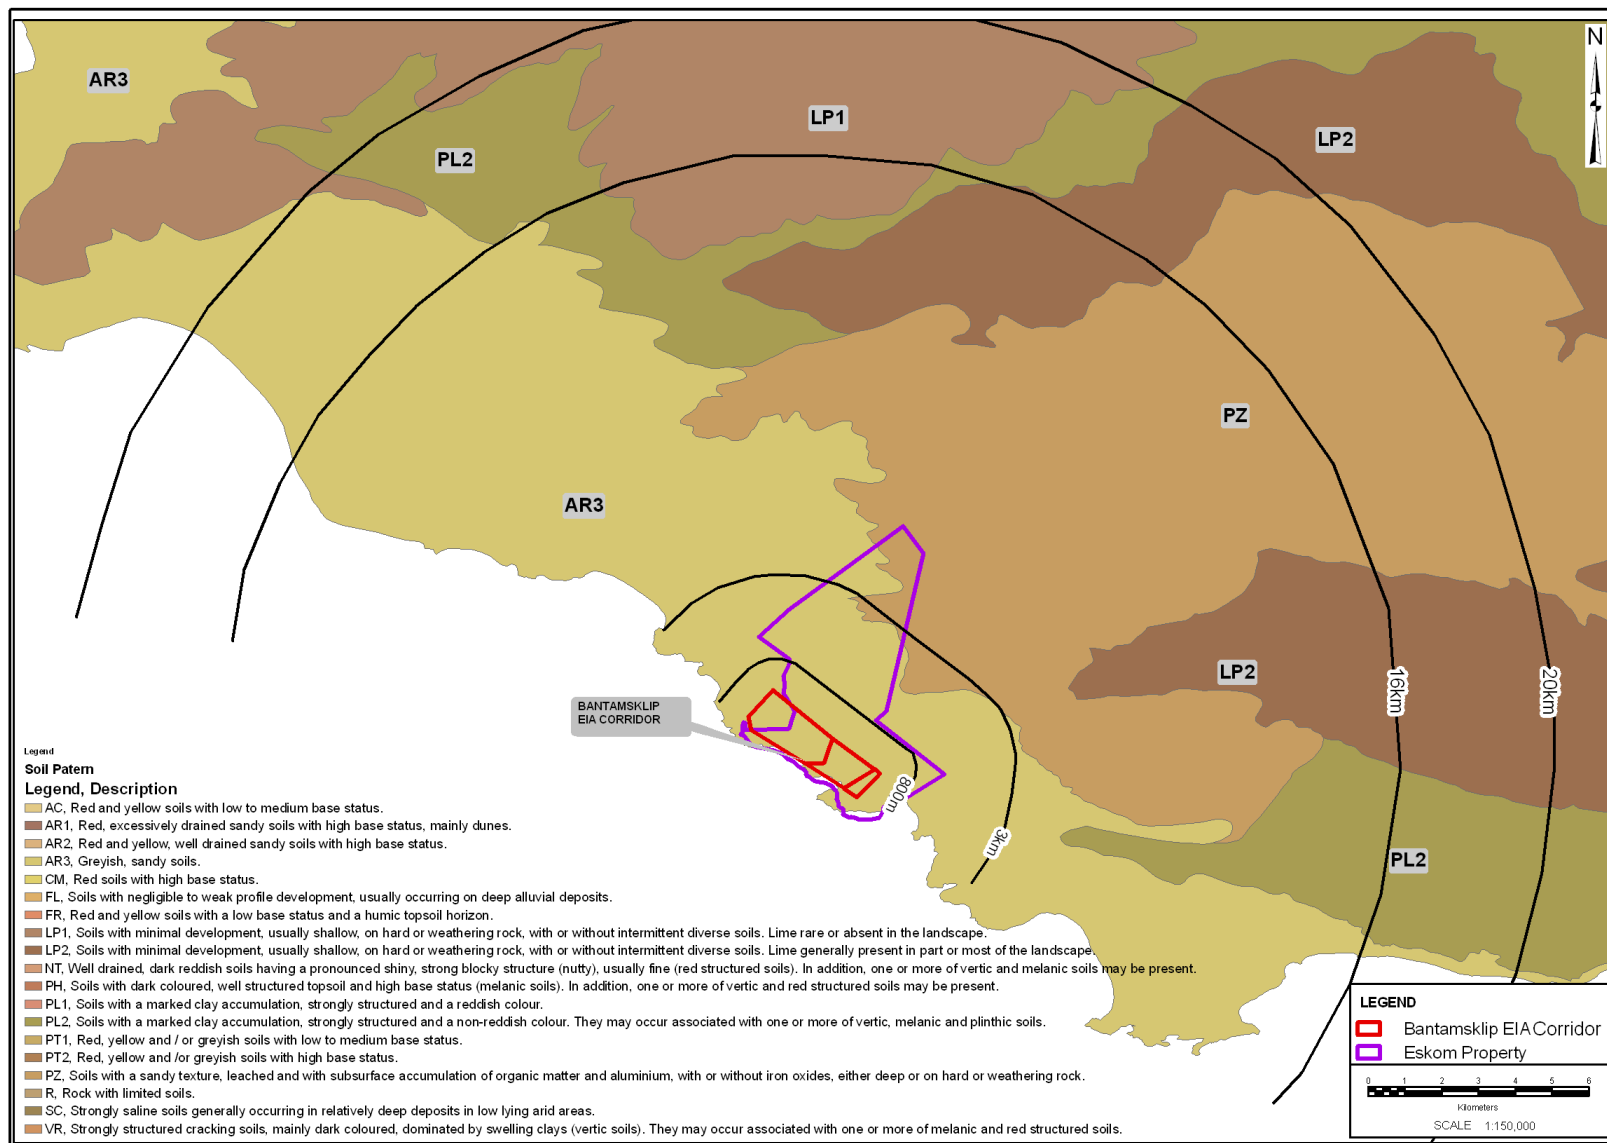 N
AR3
LP1
LP2
PL2
PZ
AR3
LP2
16km
20km
BANTAMSKLIP
EIA CORRIDOR
800m
3km
PL2
Legend
Soil Patern
Legend, Description
AC, Red and yellow soils with low to medium base status.
AR1, Red, excessively drained sandy soils with high base status, mainly dunes.
AR2, Red and yellow, well drained sandy soils with high base status.
AR3, Greyish, sandy soils.
CM, Red soils with high base status.
FL, Soils with negligible to weak profile development, usually occurring on deep alluvial deposits.
FR, Red and yellow soils with a low base status and a humic topsoil horizon.
LP1, Soils with minimal development, usually shallow, on hard or weathering rock, with or without intermittent diverse soils. Lime rare or absent in the landscape.
LP2, Soils with minimal development, usually shallow, on hard or weathering rock, with or without intermittent diverse soils. Lime generally present in part or most of the landscape.
NT, Well drained, dark reddish soils having a pronounced shiny, strong blocky structure (nutty), usually fine (red structured soils). In addition, one or more of vertic and melanic soils may be present.
PH, Soils with dark coloured, well structured topsoil and high base status (melanic soils). In addition, one or more of vertic and red structured soils may be present.
PL1, Soils with a marked clay accumulation, strongly structured and a reddish colour.
PL2, Soils with a marked clay accumulation, strongly structured and a non-reddish colour. They may occur associated with one or more of vertic, melanic and plinthic soils.
PT1, Red, yellow and / or greyish soils with low to medium base status.
PT2, Red, yellow and /or greyish soils with high base status.
PZ, Soils with a sandy texture, leached and with subsurface accumulation of organic matter and aluminium, with or without iron oxides, either deep or on hard or weathering rock.
R, Rock with limited soils.
SC, Strongly saline soils generally occurring in relatively deep deposits in low lying arid areas.
VR, Strongly structured cracking soils, mainly dark coloured, dominated by swelling clays (vertic soils). They may occur associated with one or more of melanic and red structured soils.
LEGEND
Bantamsklip EIA Corridor
Eskom Property
0 1 2 3 4 5 6
Kilometers
SCALE 1:150,000